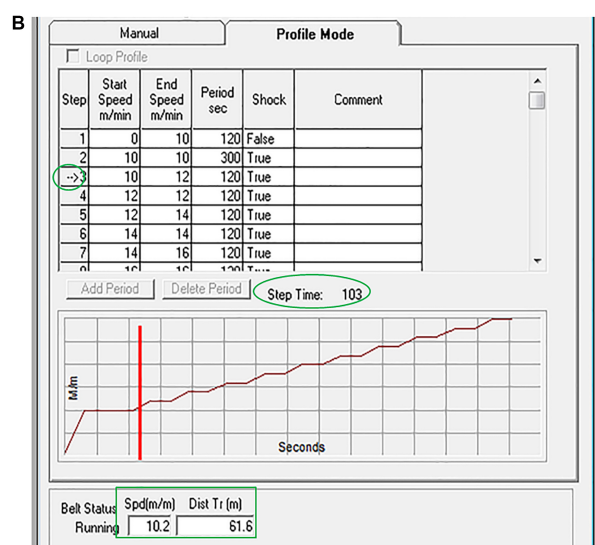 B
Manual Profile Mode
Loop Profile
Step Start Speed m/min End Speed m/min Period sec Shock Comment
1 0 10 120 False
2 10 10 300 True
-->3 10 12 120 True
4 12 12 120 True
5 12 14 120 True
6 14 14 120 True
7 14 16 120 True
Add Period Delete Period Step Time: 103
M/m
Seconds
Belt Status Spd(m/m) Dist Tr (m)
Running 10.2 61.6